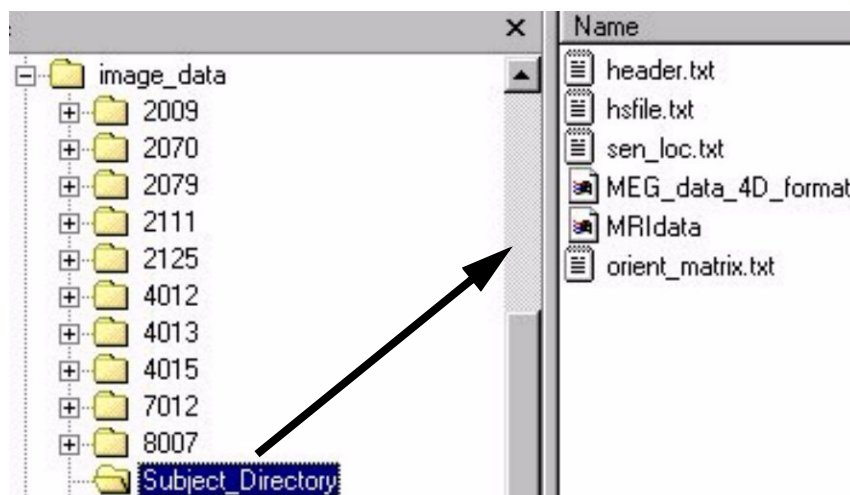 image_data
2009
2070
2079
2111
2125
4012
4013
4015
7012
8007
Subject_Directory
Name
header.txt
hsfile.txt
sen_loc.txt
MEG_data_4D_format
MRIdata
orient_matrix.txt